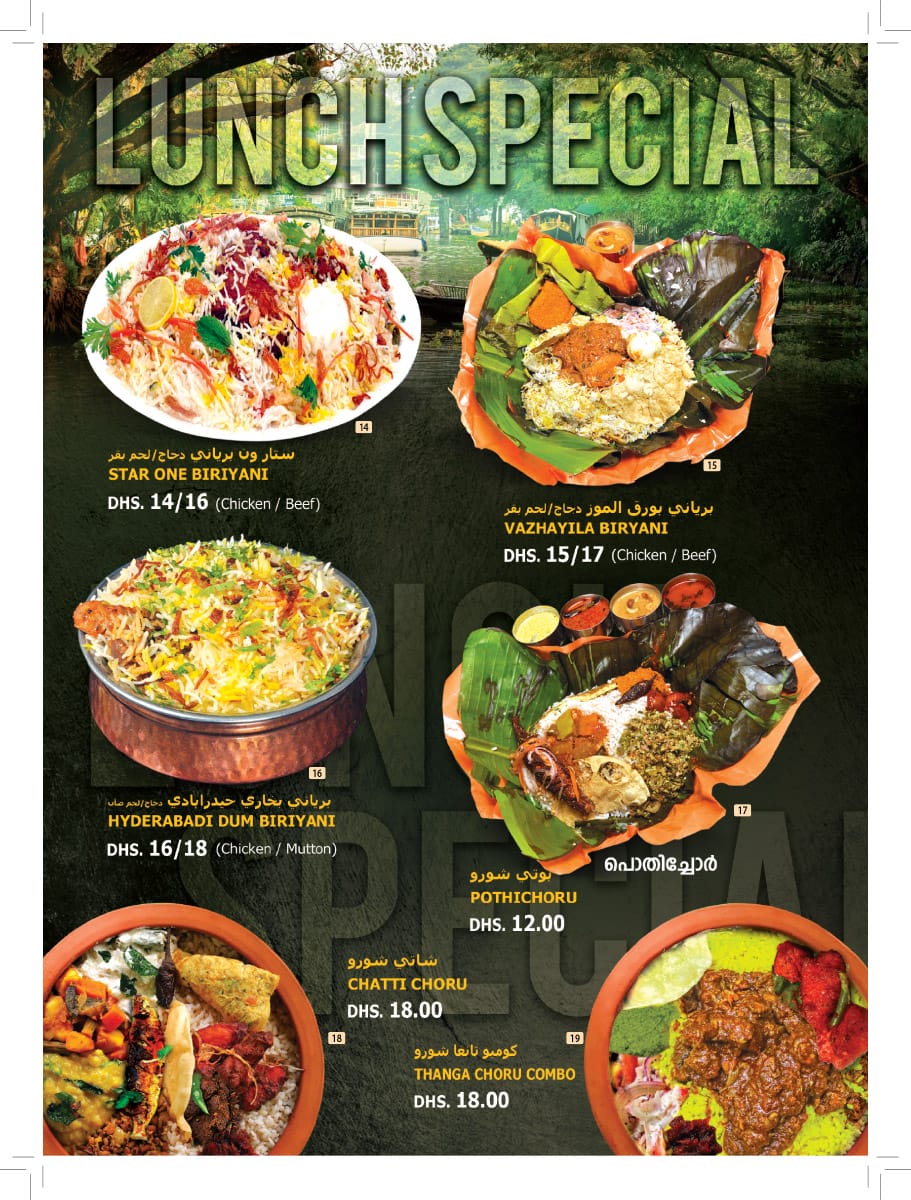 LUNCH SPECIAL
14
ستار ون برياني دجاج/لحم بقر
STAR ONE BIRIYANI
DHS. 14/16 (Chicken / Beef)
15
برياني بورق الموز دجاج/لحم بقر
VAZHAYILA BIRYANI
DHS. 15/17 (Chicken / Beef)
16
برياني بخاري حيدرابادي دجاج/لحم ضان
HYDERABADI DUM BIRIYANI
DHS. 16/18 (Chicken / Mutton)
17
പൊതിച്ചോർ
بوتي شورو
POTHICHORU
DHS. 12.00
شاتي شورو
CHATTI CHORU
DHS. 18.00
18
19
كومبو تانغا شورو
THANGA CHORU COMBO
DHS. 18.00
LUNCH
SPECIAL